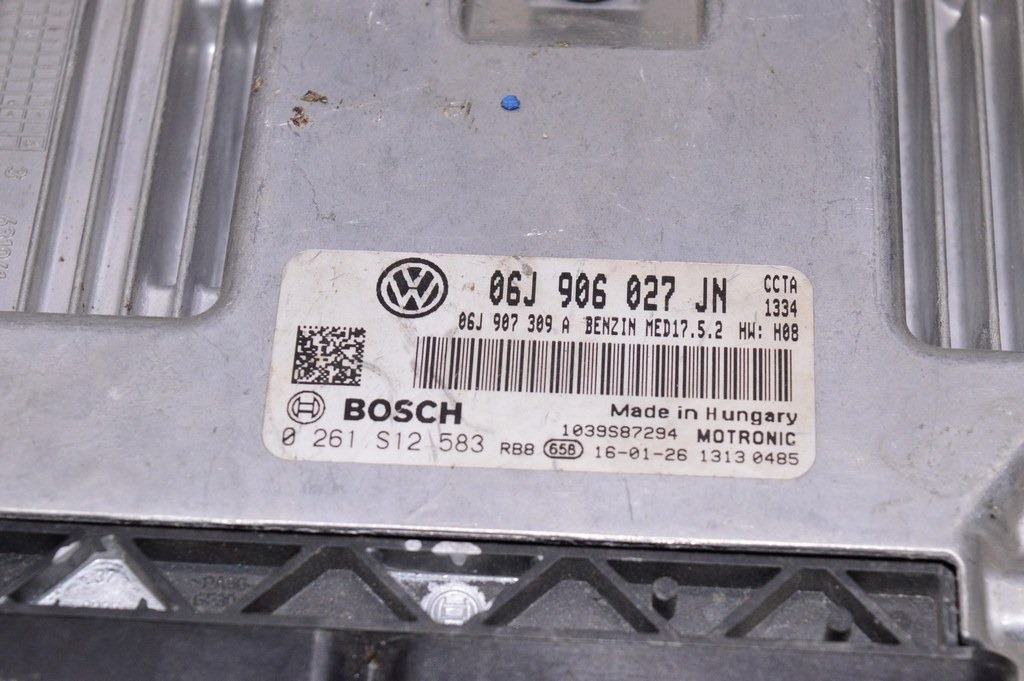 06J 906 027 JN
CCTA
1334
06J 907 309 A BENZIN MED17.5.2 HW: H08
BOSCH
Made in Hungary
1039S87294 MOTRONIC
0 261 S12 583 RB8 65B 16-01-26 1313 0485